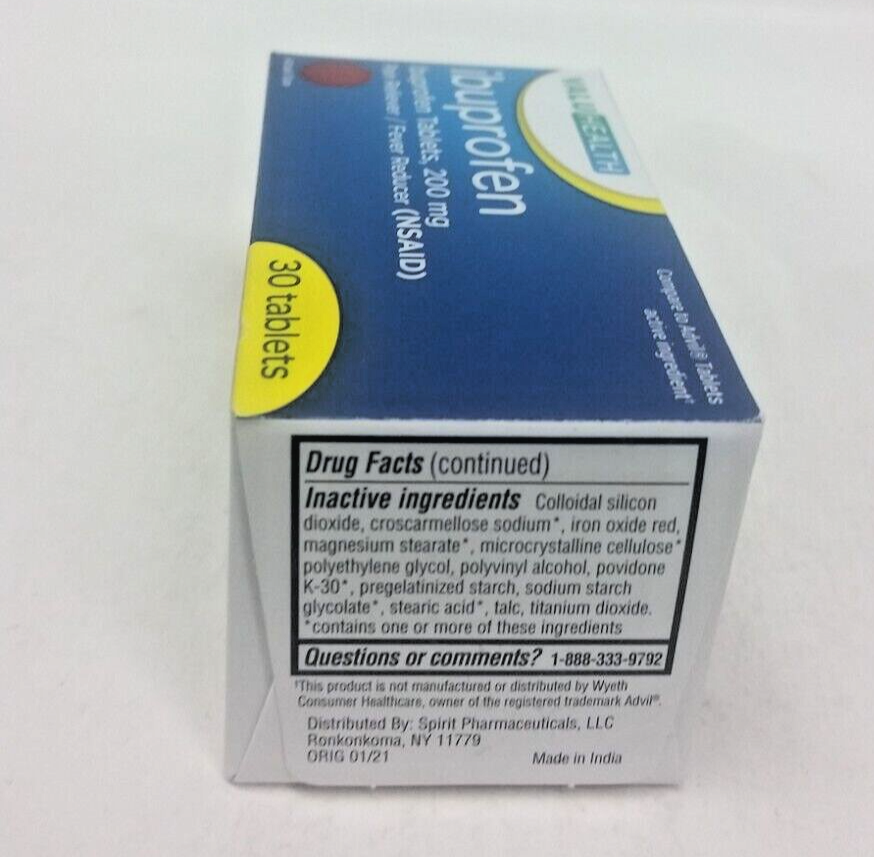 VALUHEALTH
Ibuprofen
Ibuprofen Tablets, 200 mg
Pain Reliever / Fever Reducer (NSAID)
30 tablets
Compare to Advil® Tablets
active ingredient†
Drug Facts (continued)
Inactive ingredients Colloidal silicon
dioxide, croscarmellose sodium*, iron oxide red,
magnesium stearate*, microcrystalline cellulose*
polyethylene glycol, polyvinyl alcohol, povidone
K-30*, pregelatinized starch, sodium starch
glycolate*, stearic acid*, talc, titanium dioxide.
*contains one or more of these ingredients
Questions or comments? 1-888-333-9792
†This product is not manufactured or distributed by Wyeth
Consumer Healthcare, owner of the registered trademark Advil®.
Distributed By: Spirit Pharmaceuticals, LLC
Ronkonkoma, NY 11779
ORIG 01/21 Made in India